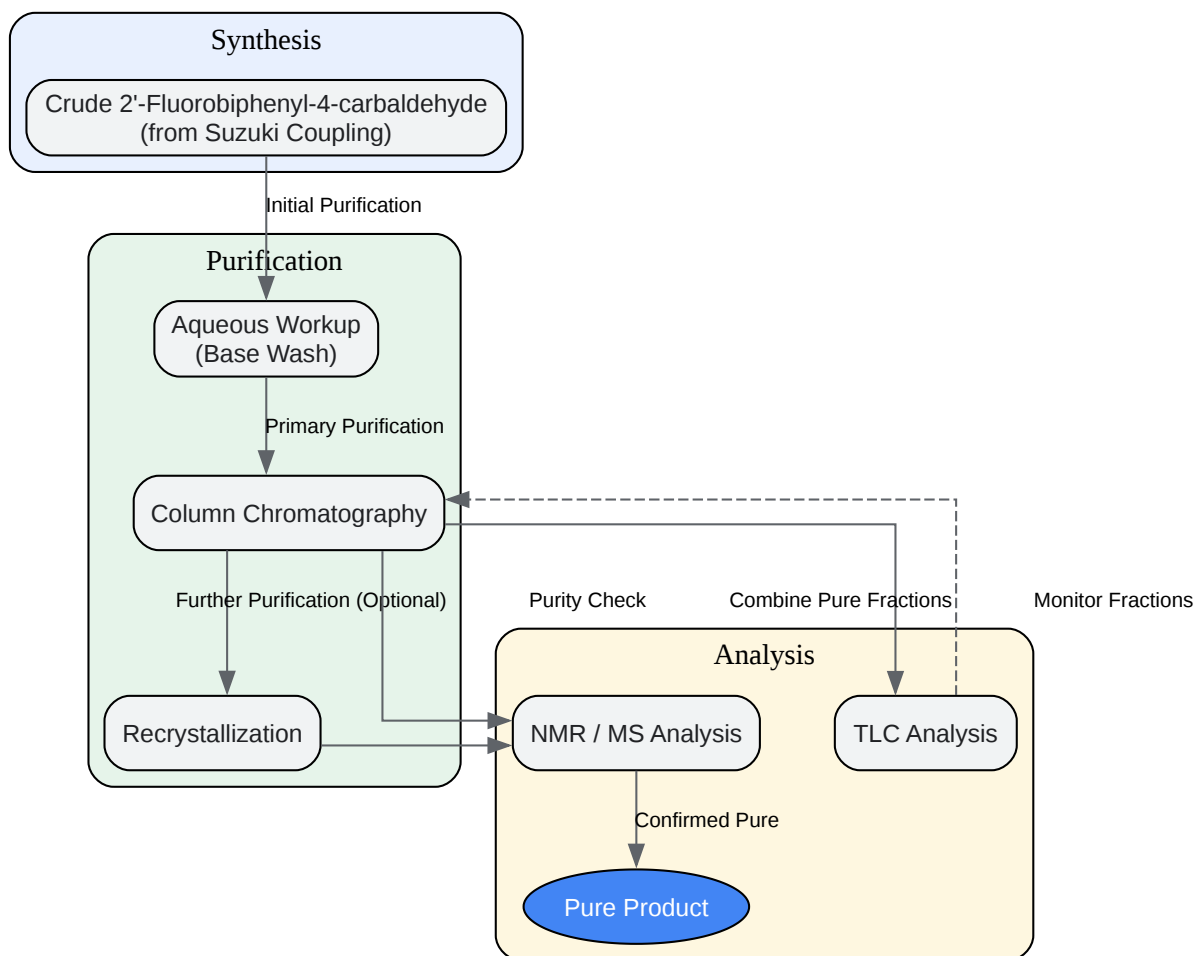 Synthesis
Crude 2'-Fluorobiphenyl-4-carbaldehyde
(from Suzuki Coupling)
Initial Purification
Purification
Aqueous Workup
(Base Wash)
Primary Purification
Column Chromatography
Further Purification (Optional)
Purity Check
Combine Pure Fractions
Monitor Fractions
Analysis
Recrystallization
NMR / MS Analysis
TLC Analysis
Confirmed Pure
Pure Product